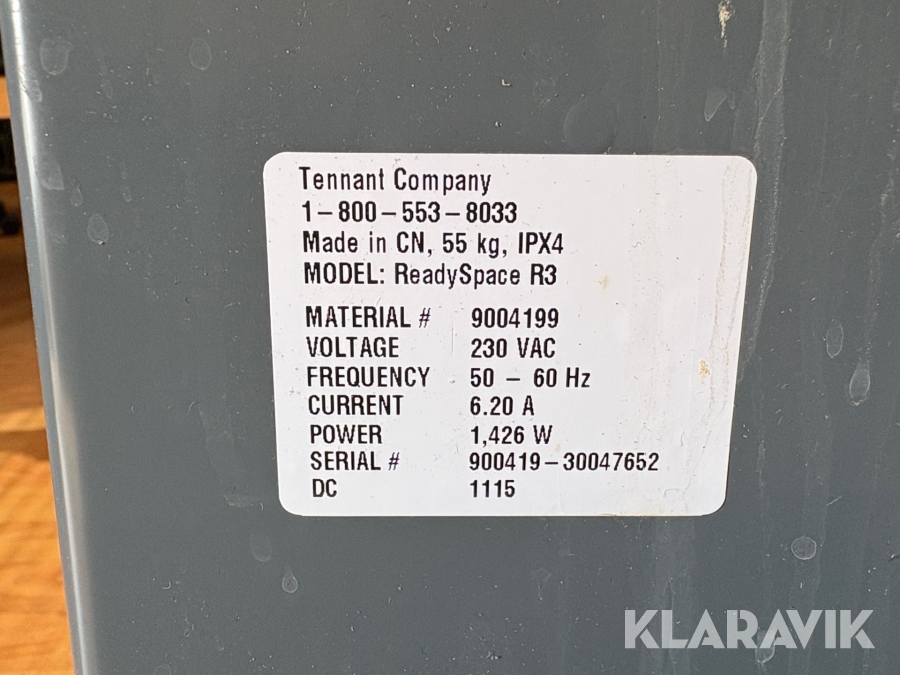 Tennant Company
1-800-553-8033
Made in CN, 55 kg, IPX4
MODEL: ReadySpace R3
MATERIAL # 9004199
VOLTAGE 230 VAC
FREQUENCY 50 - 60 Hz
CURRENT 6.20 A
POWER 1,426 W
SERIAL # 900419-30047652
DC 1115
KLARAVIK